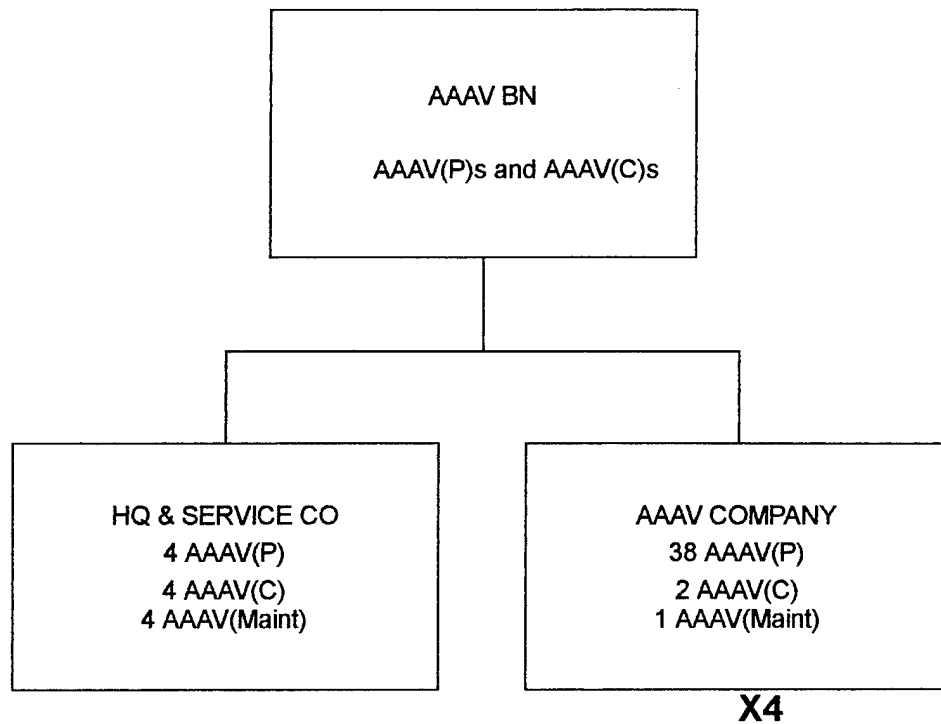 AAAV BN
AAAV(P)s and AAAV(C)s
HQ & SERVICE CO
4 AAAV(P)
4 AAAV(C)
4 AAAV(Maint)
AAAV COMPANY
38 AAAV(P)
2 AAAV(C)
1 AAAV(Maint)
X4